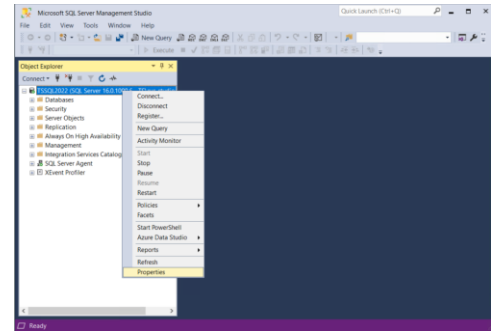 Microsoft SQL Server Management Studio
Quick Launch (Ctrl+Q)
File Edit View Tools Window Help
New Query
Execute
Object Explorer
Connect
TSSQL2022 (SQL Server 16.0.100
Databases
Security
Server Objects
Replication
Always On High Availability
Management
Integration Services Catalog
SQL Server Agent
XEvent Profiler
Connect...
Disconnect
Register...
New Query
Activity Monitor
Start
Stop
Pause
Resume
Restart
Policies
Facets
Start PowerShell
Azure Data Studio
Reports
Refresh
Properties
Ready